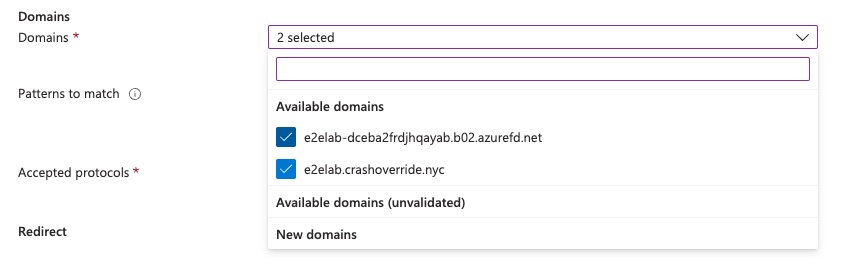 Domains
Domains *
2 selected
Patterns to match
Available domains
e2elab-dceba2frdjhqayab.b02.azurefd.net
e2elab.crashoverride.nyc
Accepted protocols *
Available domains (unvalidated)
Redirect
New domains